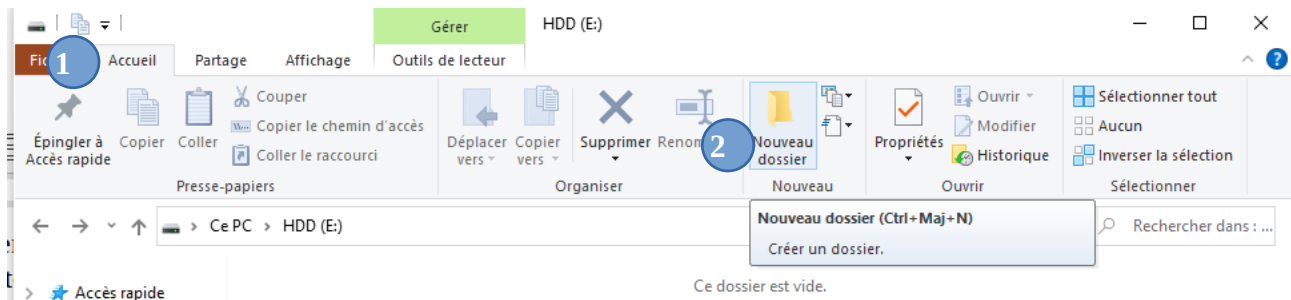 Gérer HDD (E:)
1 Accueil Partage Affichage Outils de lecteur
Épingler à Accès rapide
Copier
Coller
Couper
Copier le chemin d'accès
Coller le raccourci
Presse-papiers
Déplacer vers
Copier vers
Supprimer
2
Organiser
Nouveau dossier
Nouveau
Propriétés
Ouvrir
Modifier
Historique
Ouvrir
Sélectionner tout
Aucun
Inverser la sélection
Sélectionner
Ce PC > HDD (E:)
Rechercher dans : ...
Nouveau dossier (Ctrl+Maj+N)
Créer un dossier.
Accès rapide
Ce dossier est vide.